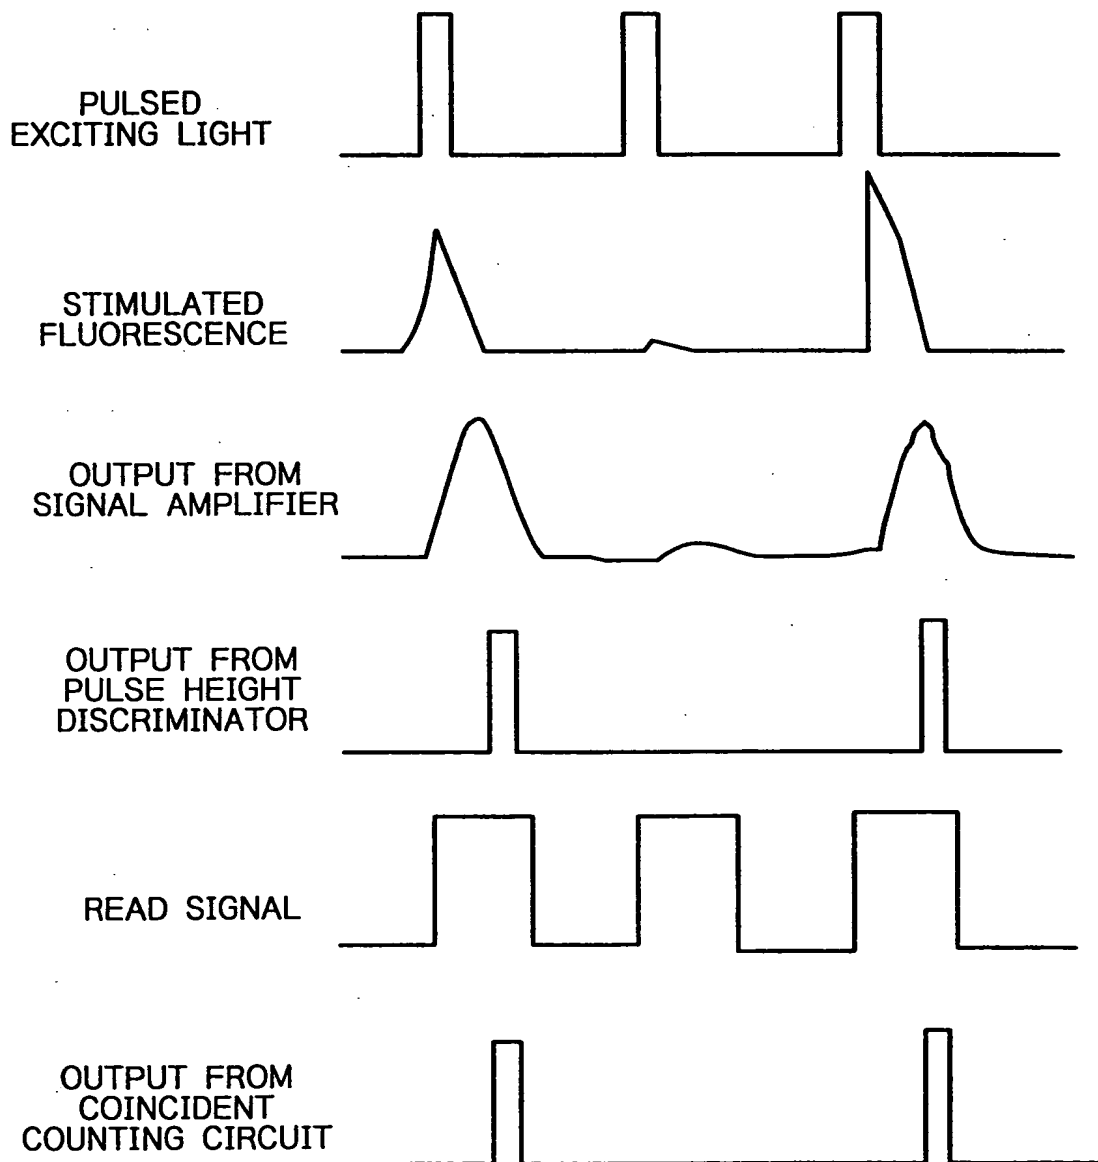 PULSED
EXCITING LIGHT
STIMULATED
FLUORESCENCE
OUTPUT FROM
SIGNAL AMPLIFIER
OUTPUT FROM
PULSE HEIGHT
DISCRIMINATOR
READ SIGNAL
OUTPUT FROM
COINCIDENT
COUNTING CIRCUIT